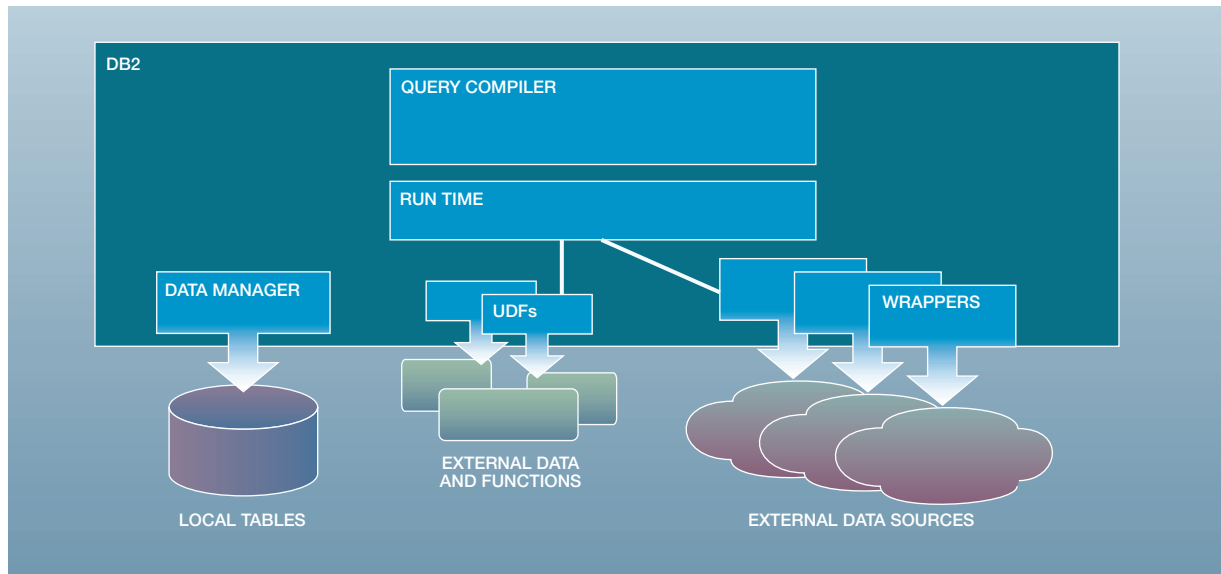 DB2
QUERY COMPILER
RUN TIME
DATA MANAGER
UDFs
WRAPPERS
EXTERNAL DATA
AND FUNCTIONS
LOCAL TABLES
EXTERNAL DATA SOURCES